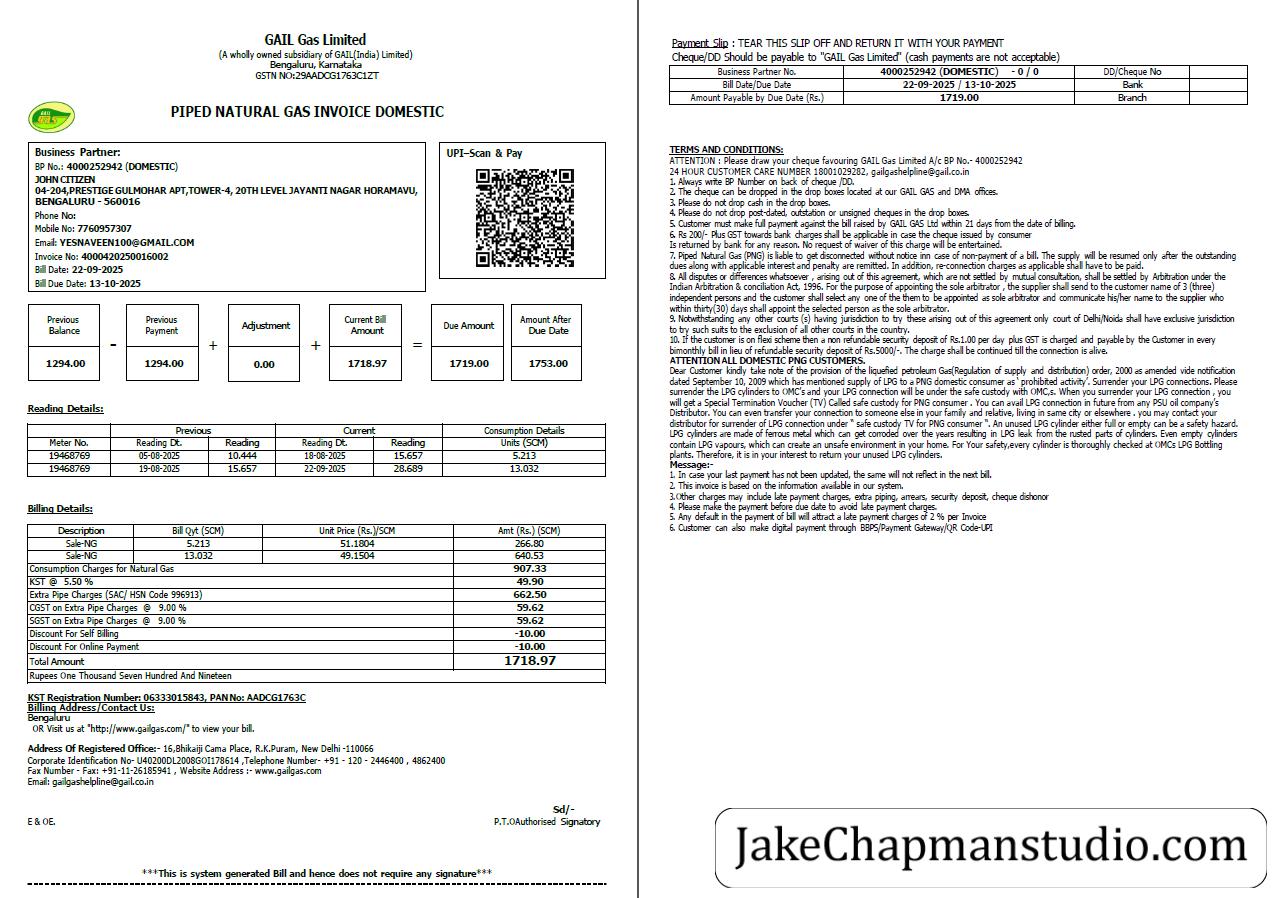 GAIL Gas Limited
(A wholly owned subsidiary of GAIL(India) Limited)
Bengaluru, Karnataka
GSTN NO:29AADCG1763C1ZT
PIPED NATURAL GAS INVOICE DOMESTIC
Business Partner:
BP No.: 4000252942 (DOMESTIC)
JOHN CITIZEN
04-204,PRESTIGE GULMOHAR APT,TOWER-4, 20TH LEVEL JAYANTI NAGAR HORAMAVU,
BENGALURU - 560016
Phone No:
Mobile No: 7760957307
Email: YESNAVEEN100@GMAIL.COM
Invoice No: 4000420250016002
Bill Date: 22-09-2025
Bill Due Date: 13-10-2025
UPI-Scan & Pay
Previous Balance - Previous Payment + Adjustment + Current Bill Amount = Due Amount Amount After Due Date
1294.00 1294.00 0.00 1718.97 1719.00 1753.00
Reading Details:
Previous Current Consumption Details
Meter No. Reading Dt. Reading Reading Dt. Reading Units (SCM)
19468769 05-08-2025 10.444 18-08-2025 15.657 5.213
19468769 19-08-2025 15.657 22-09-2025 28.689 13.032
Billing Details:
Description Bill Qyt (SCM) Unit Price (Rs.)/SCM Amt (Rs.) (SCM)
Sale-NG 5.213 51.1804 266.80
Sale-NG 13.032 49.1504 640.53
Consumption Charges for Natural Gas 907.33
KST @ 5.50 % 49.90
Extra Pipe Charges (SAC/ HSN Code 996913) 662.50
CGST on Extra Pipe Charges @ 9.00 % 59.62
SGST on Extra Pipe Charges @ 9.00 % 59.62
Discount For Self Billing -10.00
Discount For Online Payment -10.00
Total Amount 1718.97
Rupees One Thousand Seven Hundred And Nineteen
KST Registration Number: 06333015843, PAN No: AADCG1763C
Billing Address/Contact Us:
Bengaluru
OR Visit us at "http://www.gailgas.com/" to view your bill.
Address Of Registered Office:- 16,Bhikaiji Cama Place, R.K.Puram, New Delhi -110066
Corporate Identification No- U40200DL2008GOI178614 ,Telephone Number- +91 - 120 - 2446400 , 4862400
Fax Number - Fax: +91-11-26185941 , Website Address :- www.gailgas.com
Email: gailgashelpline@gail.co.in
Sd/-
E & OE. P.T.OAuthorised Signatory
***This is system generated Bill and hence does not require any signature***
Payment Slip : TEAR THIS SLIP OFF AND RETURN IT WITH YOUR PAYMENT
Cheque/DD Should be payable to "GAIL Gas Limited" (cash payments are not acceptable)
Business Partner No. 4000252942 (DOMESTIC) - 0 / 0 DD/Cheque No
Bill Date/Due Date 22-09-2025 / 13-10-2025 Bank
Amount Payable by Due Date (Rs.) 1719.00 Branch
TERMS AND CONDITIONS:
ATTENTION : Please draw your cheque favouring GAIL Gas Limited A/c BP No.- 4000252942
24 HOUR CUSTOMER CARE NUMBER 18001029282, gailgashelpline@gail.co.in
1. Always write BP Number on back of cheque /DD.
2. The cheque can be dropped in the drop boxes located at our GAIL GAS and DMA offices.
3. Please do not drop cash in the drop boxes.
4. Please do not drop post-dated, outstation or unsigned cheques in the drop boxes.
5. Customer must make full payment against the bill raised by GAIL GAS Ltd within 21 days from the date of billing.
6. Rs 200/- Plus GST towards bank charges shall be applicable in case the cheque issued by consumer
Is returned by bank for any reason. No request of waiver of this charge will be entertained.
7. Piped Natural Gas (PNG) is liable to get disconnected without notice inn case of non-payment of a bill. The supply will be resumed only after the outstanding
dues along with applicable interest and penalty are remitted. In addition, re-connection charges as applicable shall have to be paid.
8. All disputes or differences whatsoever , arising out of this agreement, which are not settled by mutual consultation, shall be settled by Arbitration under the
Indian Arbitration & conciliation Act, 1996. For the purpose of appointing the sole arbitrator , the supplier shall send to the customer name of 3 (three)
independent persons and the customer shall select any one of the them to be appointed as sole arbitrator and communicate his/her name to the supplier who
within thirty(30) days shall appoint the selected person as the sole arbitrator.
9. Notwithstanding any other courts (s) having jurisdiction to try these arising out of this agreement only court of Delhi/Noida shall have exclusive jurisdiction
to try such suits to the exclusion of all other courts in the country.
10. If the customer is on flexi scheme then a non refundable security deposit of Rs.1.00 per day plus GST is charged and payable by the Customer in every
bimonthly bill in lieu of refundable security deposit of Rs.5000/-. The charge shall be continued till the connection is alive.
ATTENTION ALL DOMESTIC PNG CUSTOMERS.
Dear Customer kindly take note of the provision of the liquefied petroleum Gas(Regulation of supply and distribution) order, 2000 as amended vide notification
dated September 10, 2009 which has mentioned supply of LPG to a PNG domestic consumer as ‘ prohibited activity’. Surrender your LPG connections. Please
surrender the LPG cylinders to OMC's and your LPG connection will be under the safe custody with OMC,s. When you surrender your LPG connection , you
will get a Special Termination Voucher (TV) Called safe custody for PNG consumer . You can avail LPG connection in future from any PSU oil company's
Distributor. You can even transfer your connection to someone else in your family and relative, living in same city or elsewhere . you may contact your
distributor for surrender of LPG connection under " safe custody TV for PNG consumer ". An unused LPG cylinder either full or empty can be a safety hazard.
LPG cylinders are made of ferrous metal which can get corroded over the years resulting in LPG leak from the rusted parts of cylinders. Even empty cylinders
contain LPG vapours, which can create an unsafe environment in your home. For Your safety,every cylinder is thoroughly checked at OMCs LPG Bottling
plants. Therefore, it is in your interest to return your unused LPG cylinders.
Message:-
1. In case your last payment has not been updated, the same will not reflect in the next bill.
2. This invoice is based on the information available in our system.
3.Other charges may include late payment charges, extra piping, arrears, security deposit, cheque dishonor
4. Please make the payment before due date to avoid late payment charges.
5. Any default in the payment of bill will attract a late payment charges of 2 % per Invoice
6. Customer can also make digital payment through BBPS/Payment Gateway/QR Code-UPI
JakeChapmanstudio.com